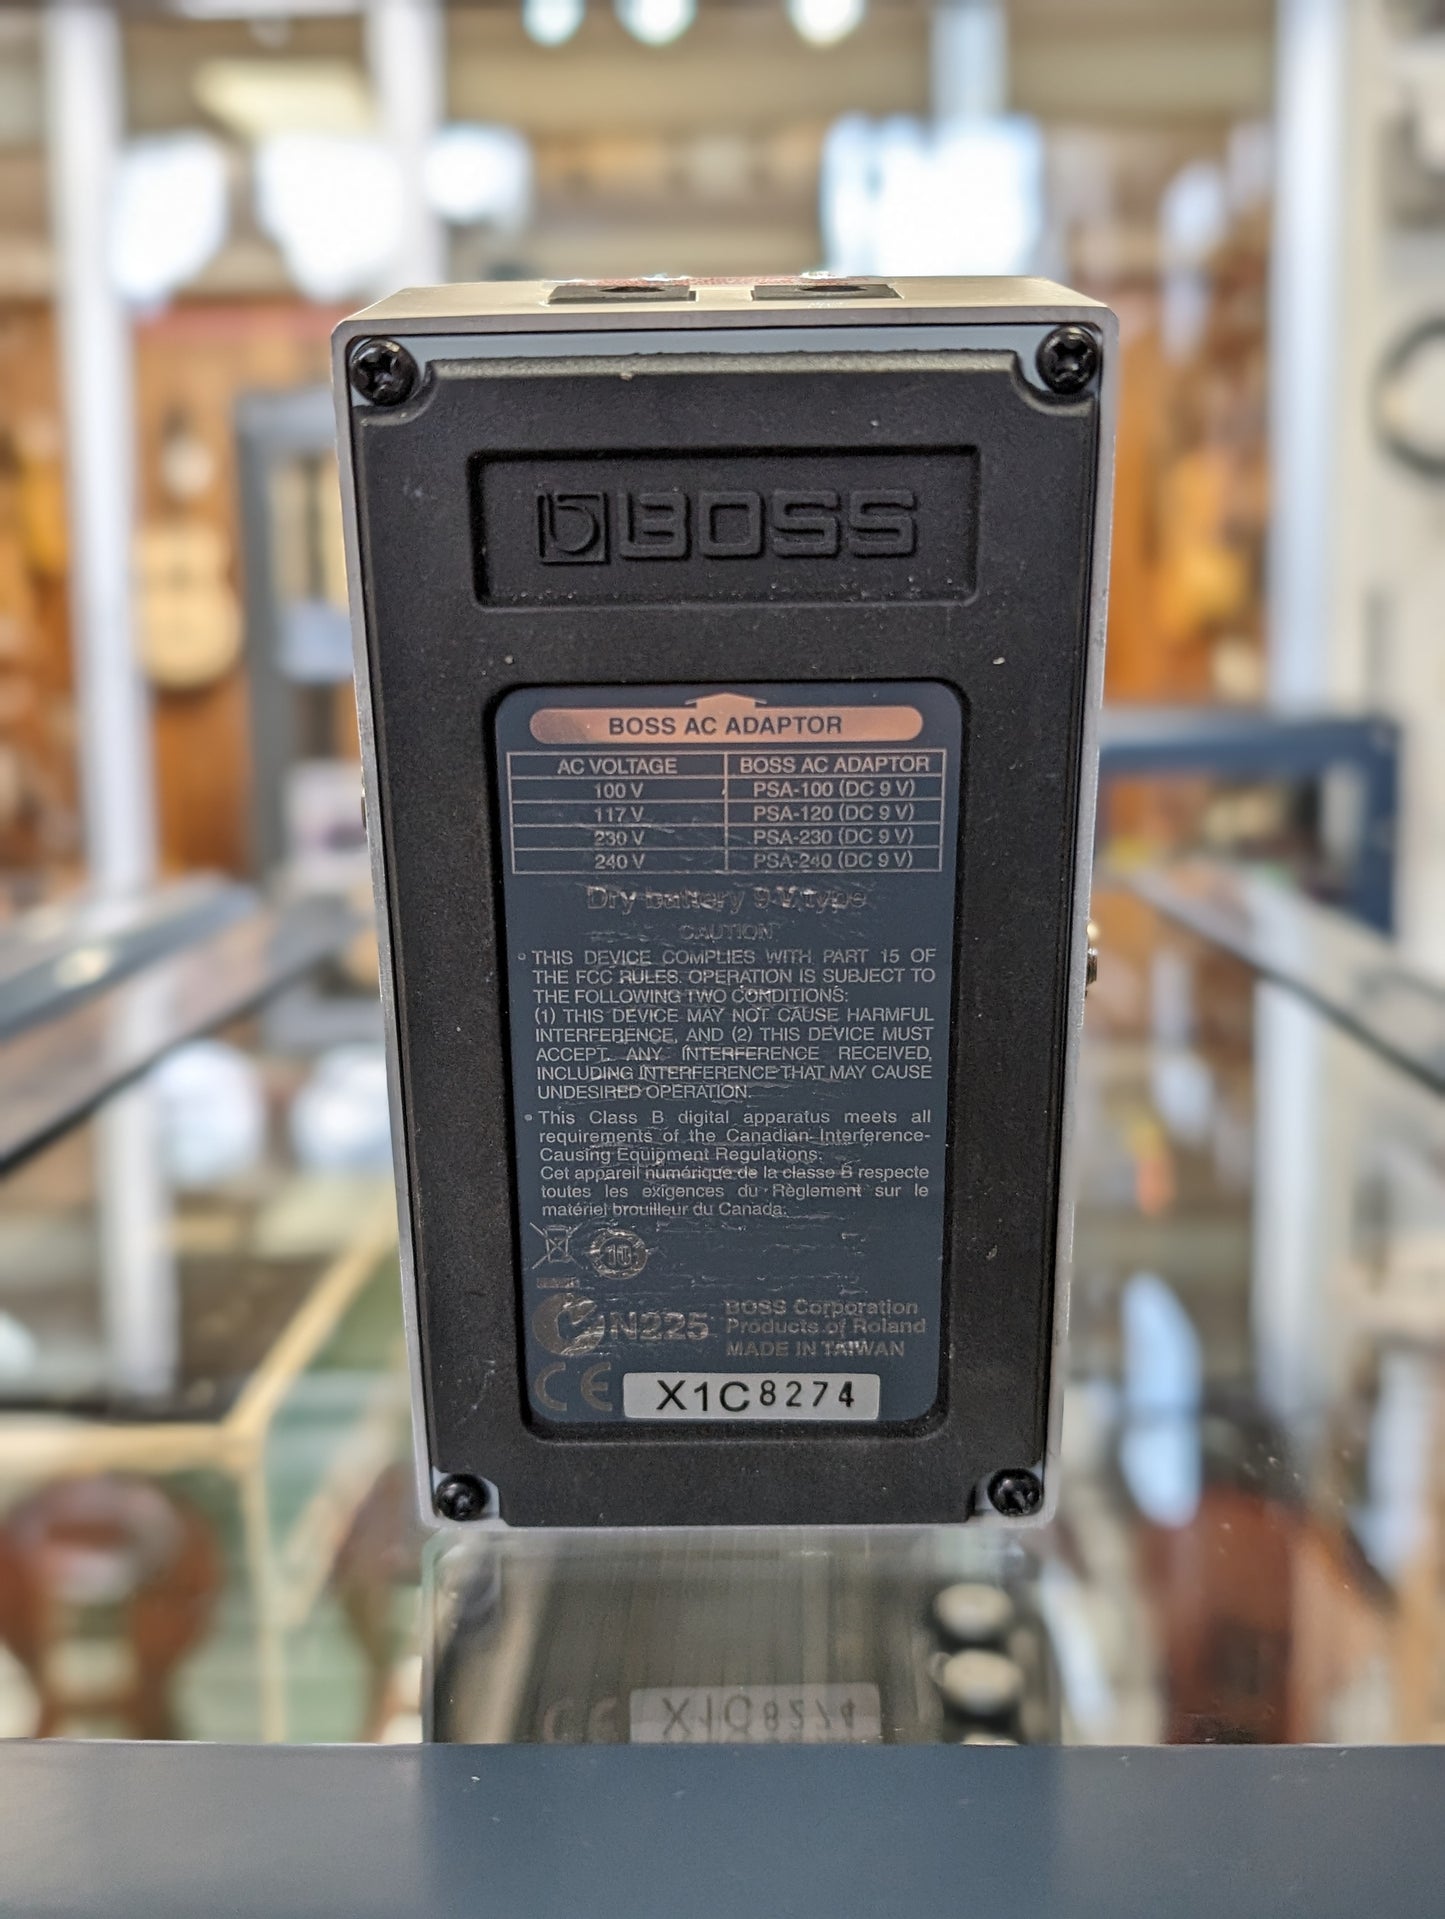 BOSS
BOSS AC ADAPTOR
AC VOLTAGE BOSS AC ADAPTOR
100 V PSA-100 (DC 9 V)
117 V PSA-120 (DC 9 V)
230 V PSA-230 (DC 9 V)
240 V PSA-240 (DC 9 V)
Dry battery 9 V type
CAUTION
THIS DEVICE COMPLIES WITH PART 15 OF
THE FCC RULES. OPERATION IS SUBJECT TO
THE FOLLOWING TWO CONDITIONS:
(1) THIS DEVICE MAY NOT CAUSE HARMFUL
INTERFERENCE, AND (2) THIS DEVICE MUST
ACCEPT ANY INTERFERENCE RECEIVED,
INCLUDING INTERFERENCE THAT MAY CAUSE
UNDESIRED OPERATION.
This Class B digital apparatus meets all
requirements of the Canadian Interference-
Causing Equipment Regulations.
Cet appareil numérique de la classe B respecte
toutes les exigences du Règlement sur le
matériel brouilleur du Canada.
10
N225
BOSS Corporation
Products of Roland
MADE IN TAIWAN
CE
X1C8274